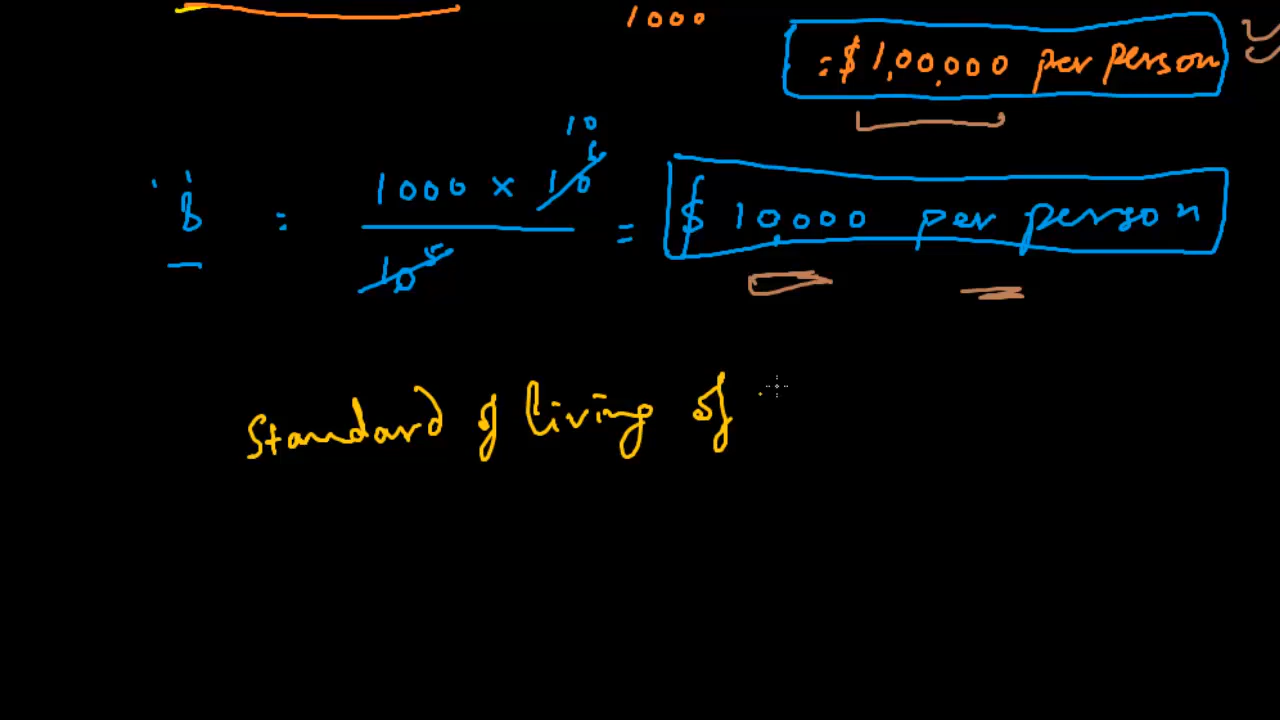 1000
= $ 1,00,000 per person
B = 1000 × 10⁶ / 10⁵ = $ 10,000 per person
10
Standard of living of